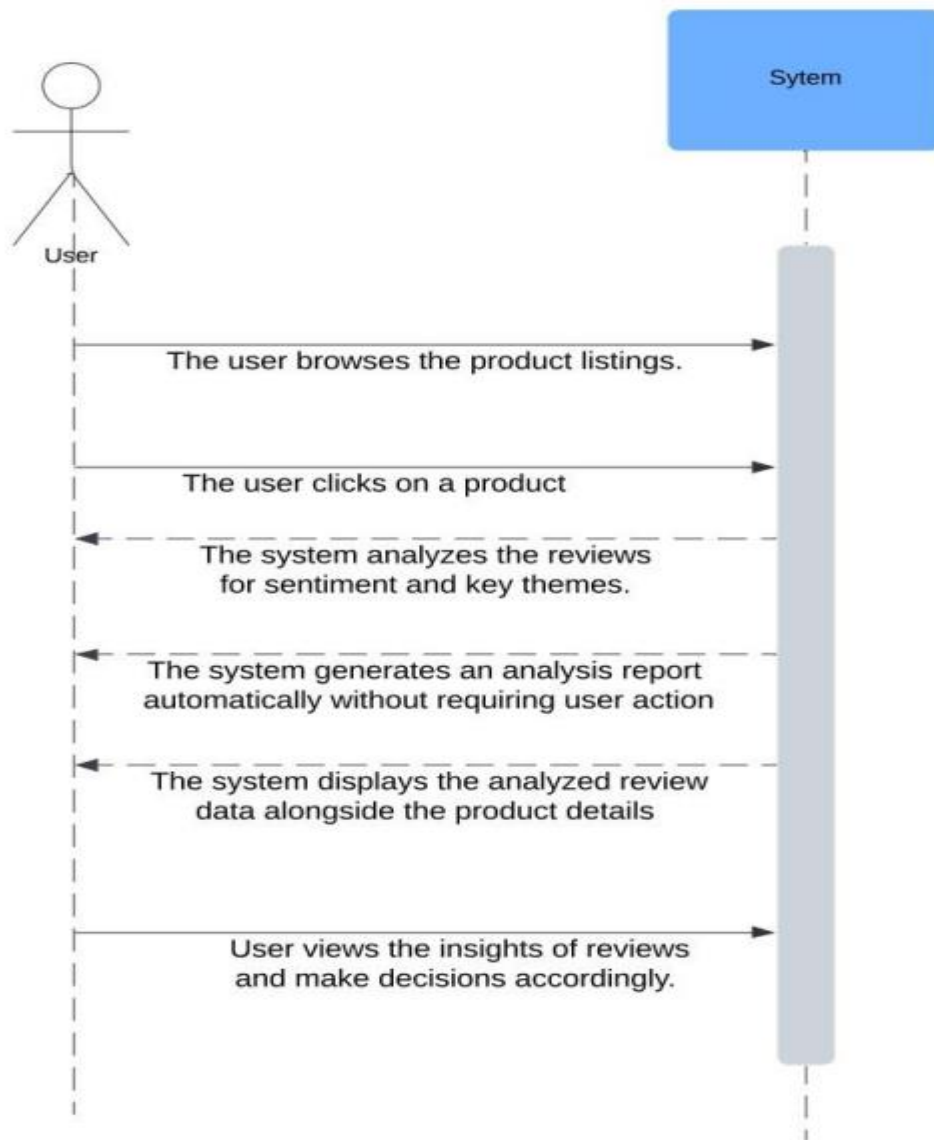 Sytem
User
The user browses the product listings.
The user clicks on a product
The system analyzes the reviews
for sentiment and key themes.
The system generates an analysis report
automatically without requiring user action
The system displays the analyzed review
data alongside the product details
User views the insights of reviews
and make decisions accordingly.